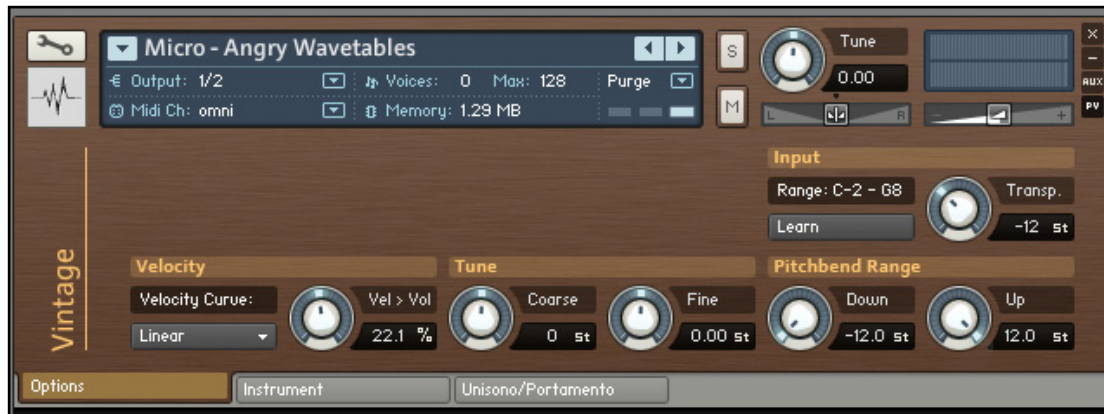 Micro - Angry Wavetables
Output: 1/2 Voices: 0 Max: 128 Purge
Midi Ch: omni Memory: 1.29 MB
S
M
Tune
0.00
L R
- +
X
-
AUX
PV
Vintage
Input
Range: C-2 - G8 Transp.
Learn -12 st
Velocity Tune Pitchbend Range
Velocity Curve: Vel > Vol Coarse Fine Down Up
Linear 22.1 % 0 st 0.00 st -12.0 st 12.0 st
Options Instrument Unisono/Portamento